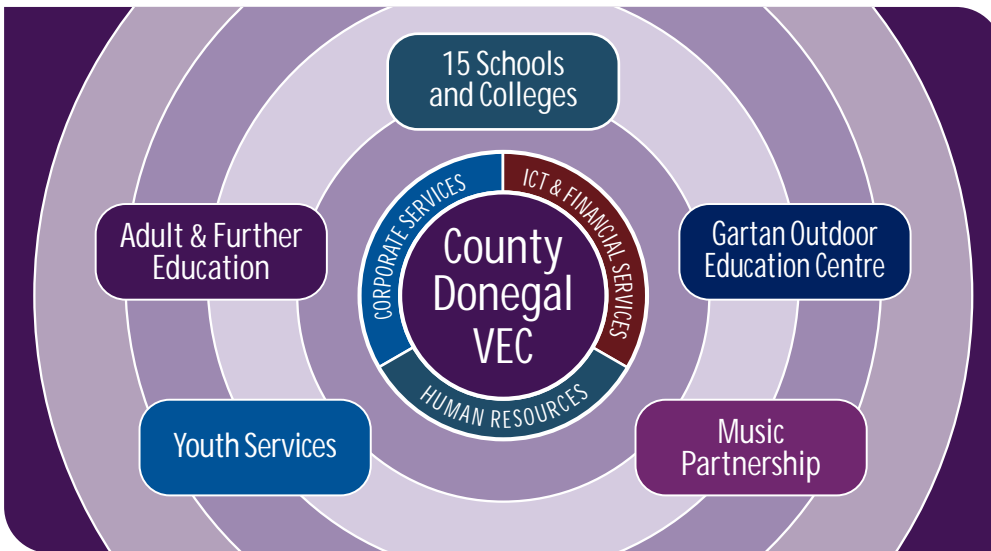 15 Schools
and Colleges
CORPORATE SERVICES
ICT & FINANCIAL SERVICES
Adult & Further
Education
County
Donegal
VEC
Gartan Outdoor
Education Centre
HUMAN RESOURCES
Youth Services
Music
Partnership